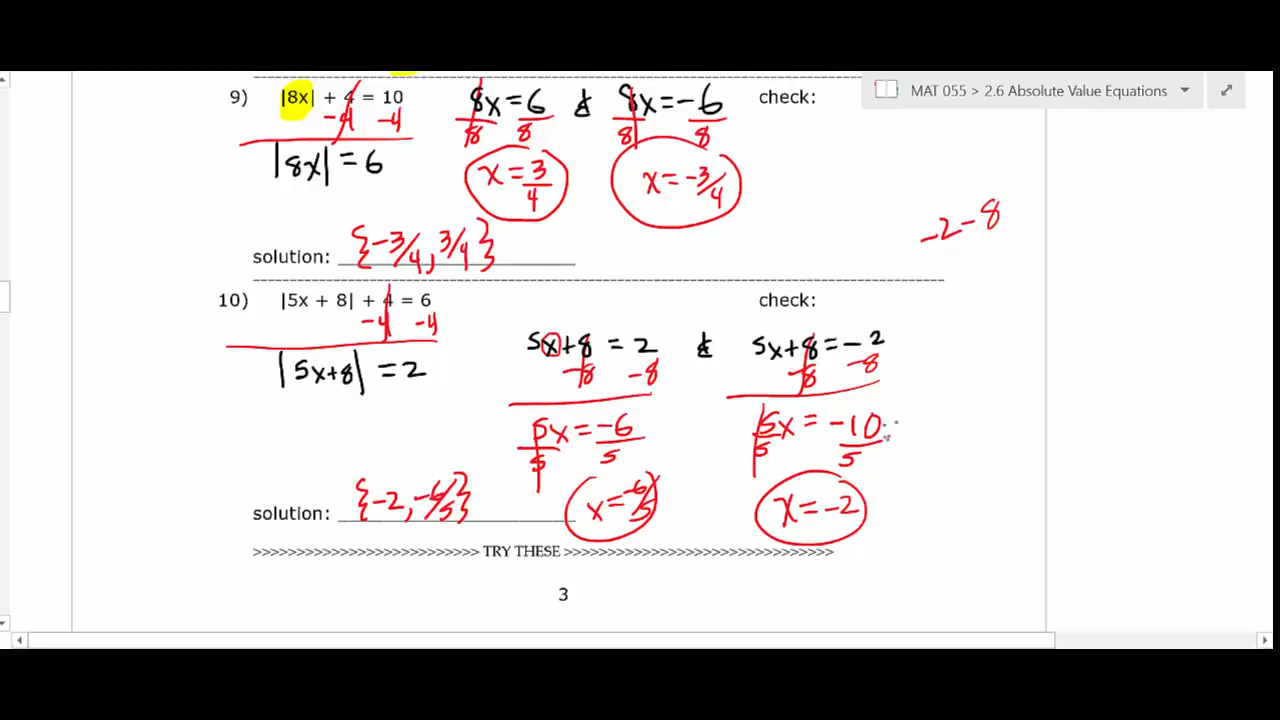 MAT 055 > 2.6 Absolute Value Equations
9) |8x| + 4 = 10
-4 -4
|8x| = 6
8x = 6 & 8x = -6
8 8 8 8
x = 3/4 x = -3/4
check:
-2-8
solution: {-3/4, 3/4}
10) |5x + 8| + 4 = 6
-4 -4
|5x+8| = 2
check:
5x+8 = 2 & 5x+8 = -2
-8 -8 -8 -8
5x = -6 5x = -10
5 5 5 5
x = -6/5 x = -2
solution: {-2, -6/5}
>>>>>>>>>>>>>>>>>>>>>>>>>>>>>> TRY THESE >>>>>>>>>>>>>>>>>>>>>>>>>>>>>>>>>>>
3